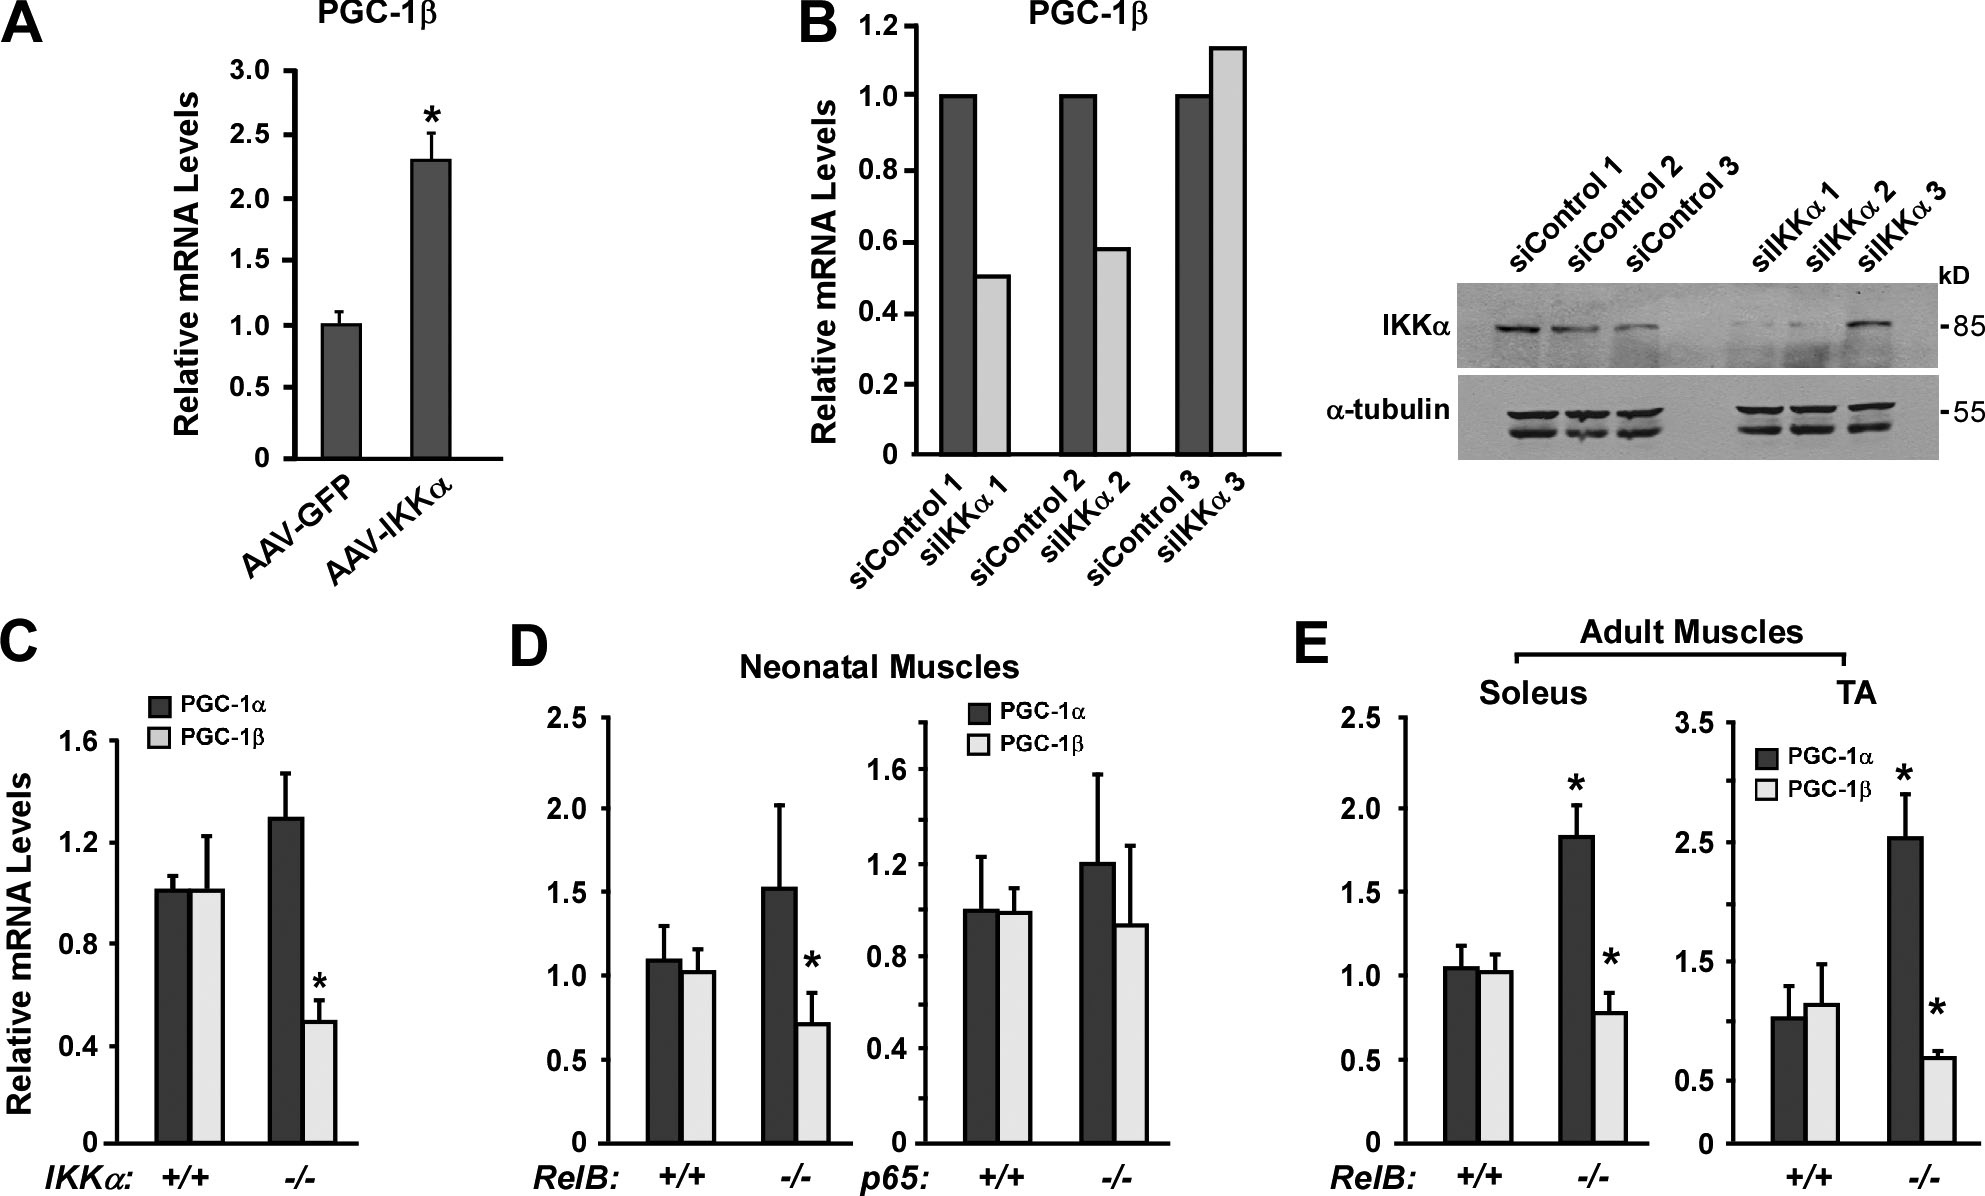 A
PGC-1β
Relative mRNA Levels
3.0
2.5
2.0
1.5
1.0
0.5
0
*
AAV-GFP
AAV-IKKα
B
PGC-1β
Relative mRNA Levels
1.2
1.0
0.8
0.6
0.4
0.2
0
siControl 1
siIKKα 1
siControl 2
siIKKα 2
siControl 3
siIKKα 3
siControl 1
siControl 2
siControl 3
siIKKα 1
siIKKα 2
siIKKα 3
kD
IKKα
-85
α-tubulin
-55
C
PGC-1α
PGC-1β
Relative mRNA Levels
1.6
1.2
0.8
0.4
0
*
IKKα: +/+ -/-
D
Neonatal Muscles
2.5
2.0
1.5
1.0
0.5
0
*
RelB: +/+ -/-
PGC-1α
PGC-1β
1.6
1.2
0.8
0.4
0
p65: +/+ -/-
E
Adult Muscles
Soleus
2.5
2.0
1.5
1.0
0.5
0
*
*
RelB: +/+ -/-
TA
PGC-1α
PGC-1β
3.5
2.5
1.5
0.5
0
*
*
+/+ -/-